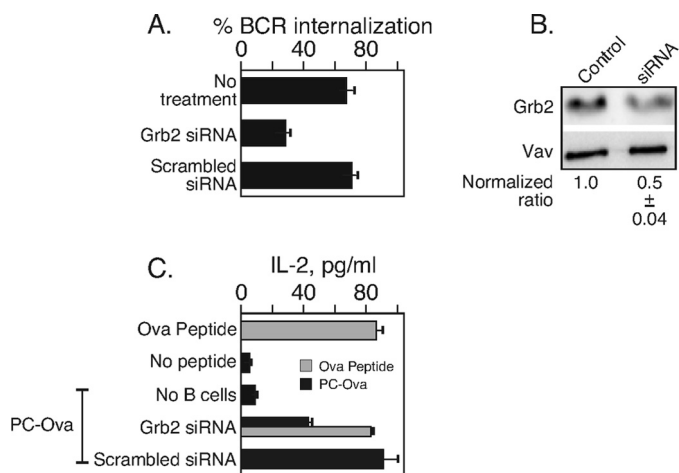 A.
% BCR internalization
0 40 80
No
treatment
Grb2 siRNA
Scrambled
siRNA
B.
Control siRNA
Grb2
Vav
Normalized
ratio
1.0 0.5
±
0.04
C.
IL-2, pg/ml
0 40 80
Ova Peptide
No peptide
No B cells
Grb2 siRNA
Scrambled siRNA
PC-Ova
Ova Peptide
PC-Ova